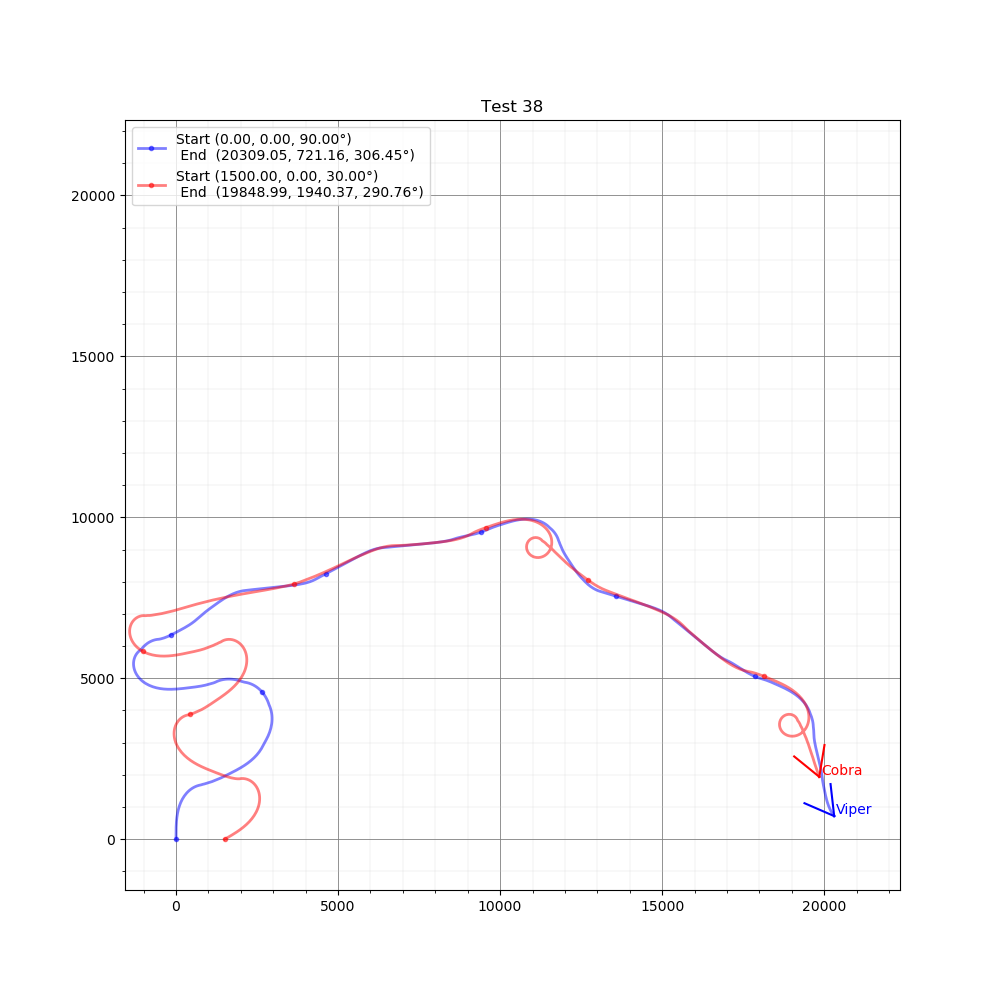 Test 38
Start (0.00, 0.00, 90.00°)
End  (20309.05, 721.16, 306.45°)
Start (1500.00, 0.00, 30.00°)
End  (19848.99, 1940.37, 290.76°)
20000
15000
10000
5000
0
Cobra
Viper
0 5000 10000 15000 20000